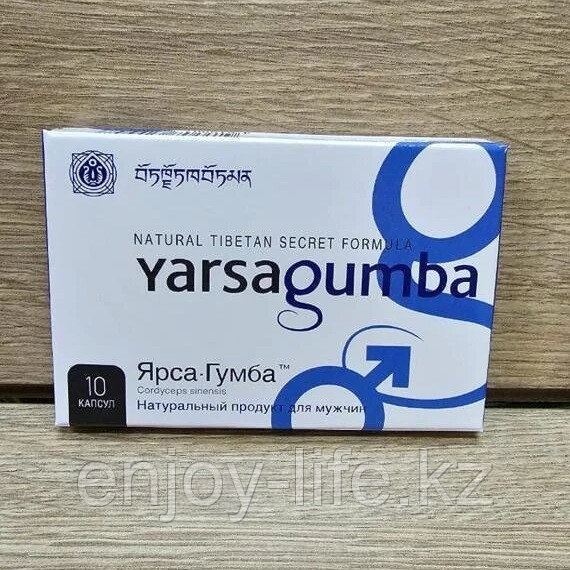 NATURAL TIBETAN SECRET FORMULA
Yarsagumba
Ярса·Гумба™
Cordyceps sinensis
10
КАПСУЛ
Натуральный продукт для мужчин
enjoy-life.kz